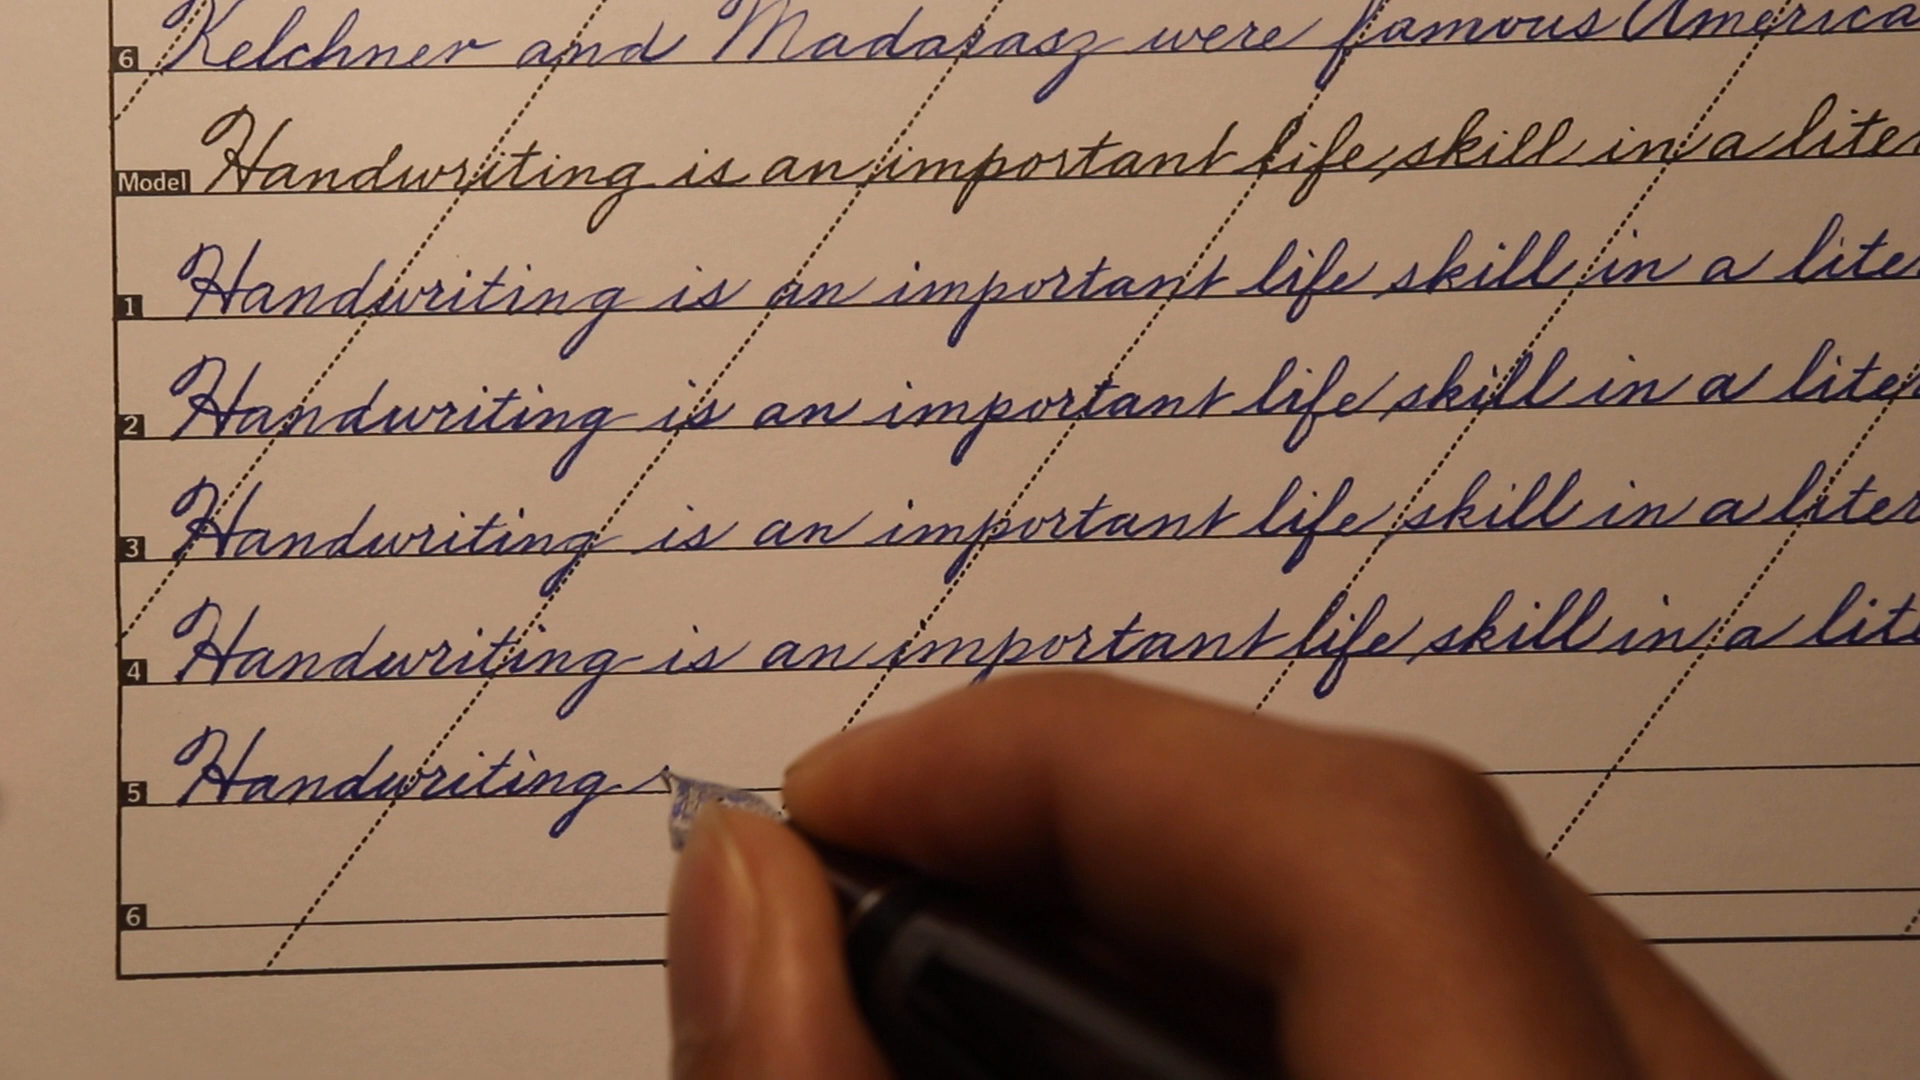 6 Kelchner and Madarasz were famous America
Model Handwriting is an important life skill in a liter
1 Handwriting is an important life skill in a liter
2 Handwriting is an important life skill in a liter
3 Handwriting is an important life skill in a liter
4 Handwriting is an important life skill in a lite
5 Handwriting
6